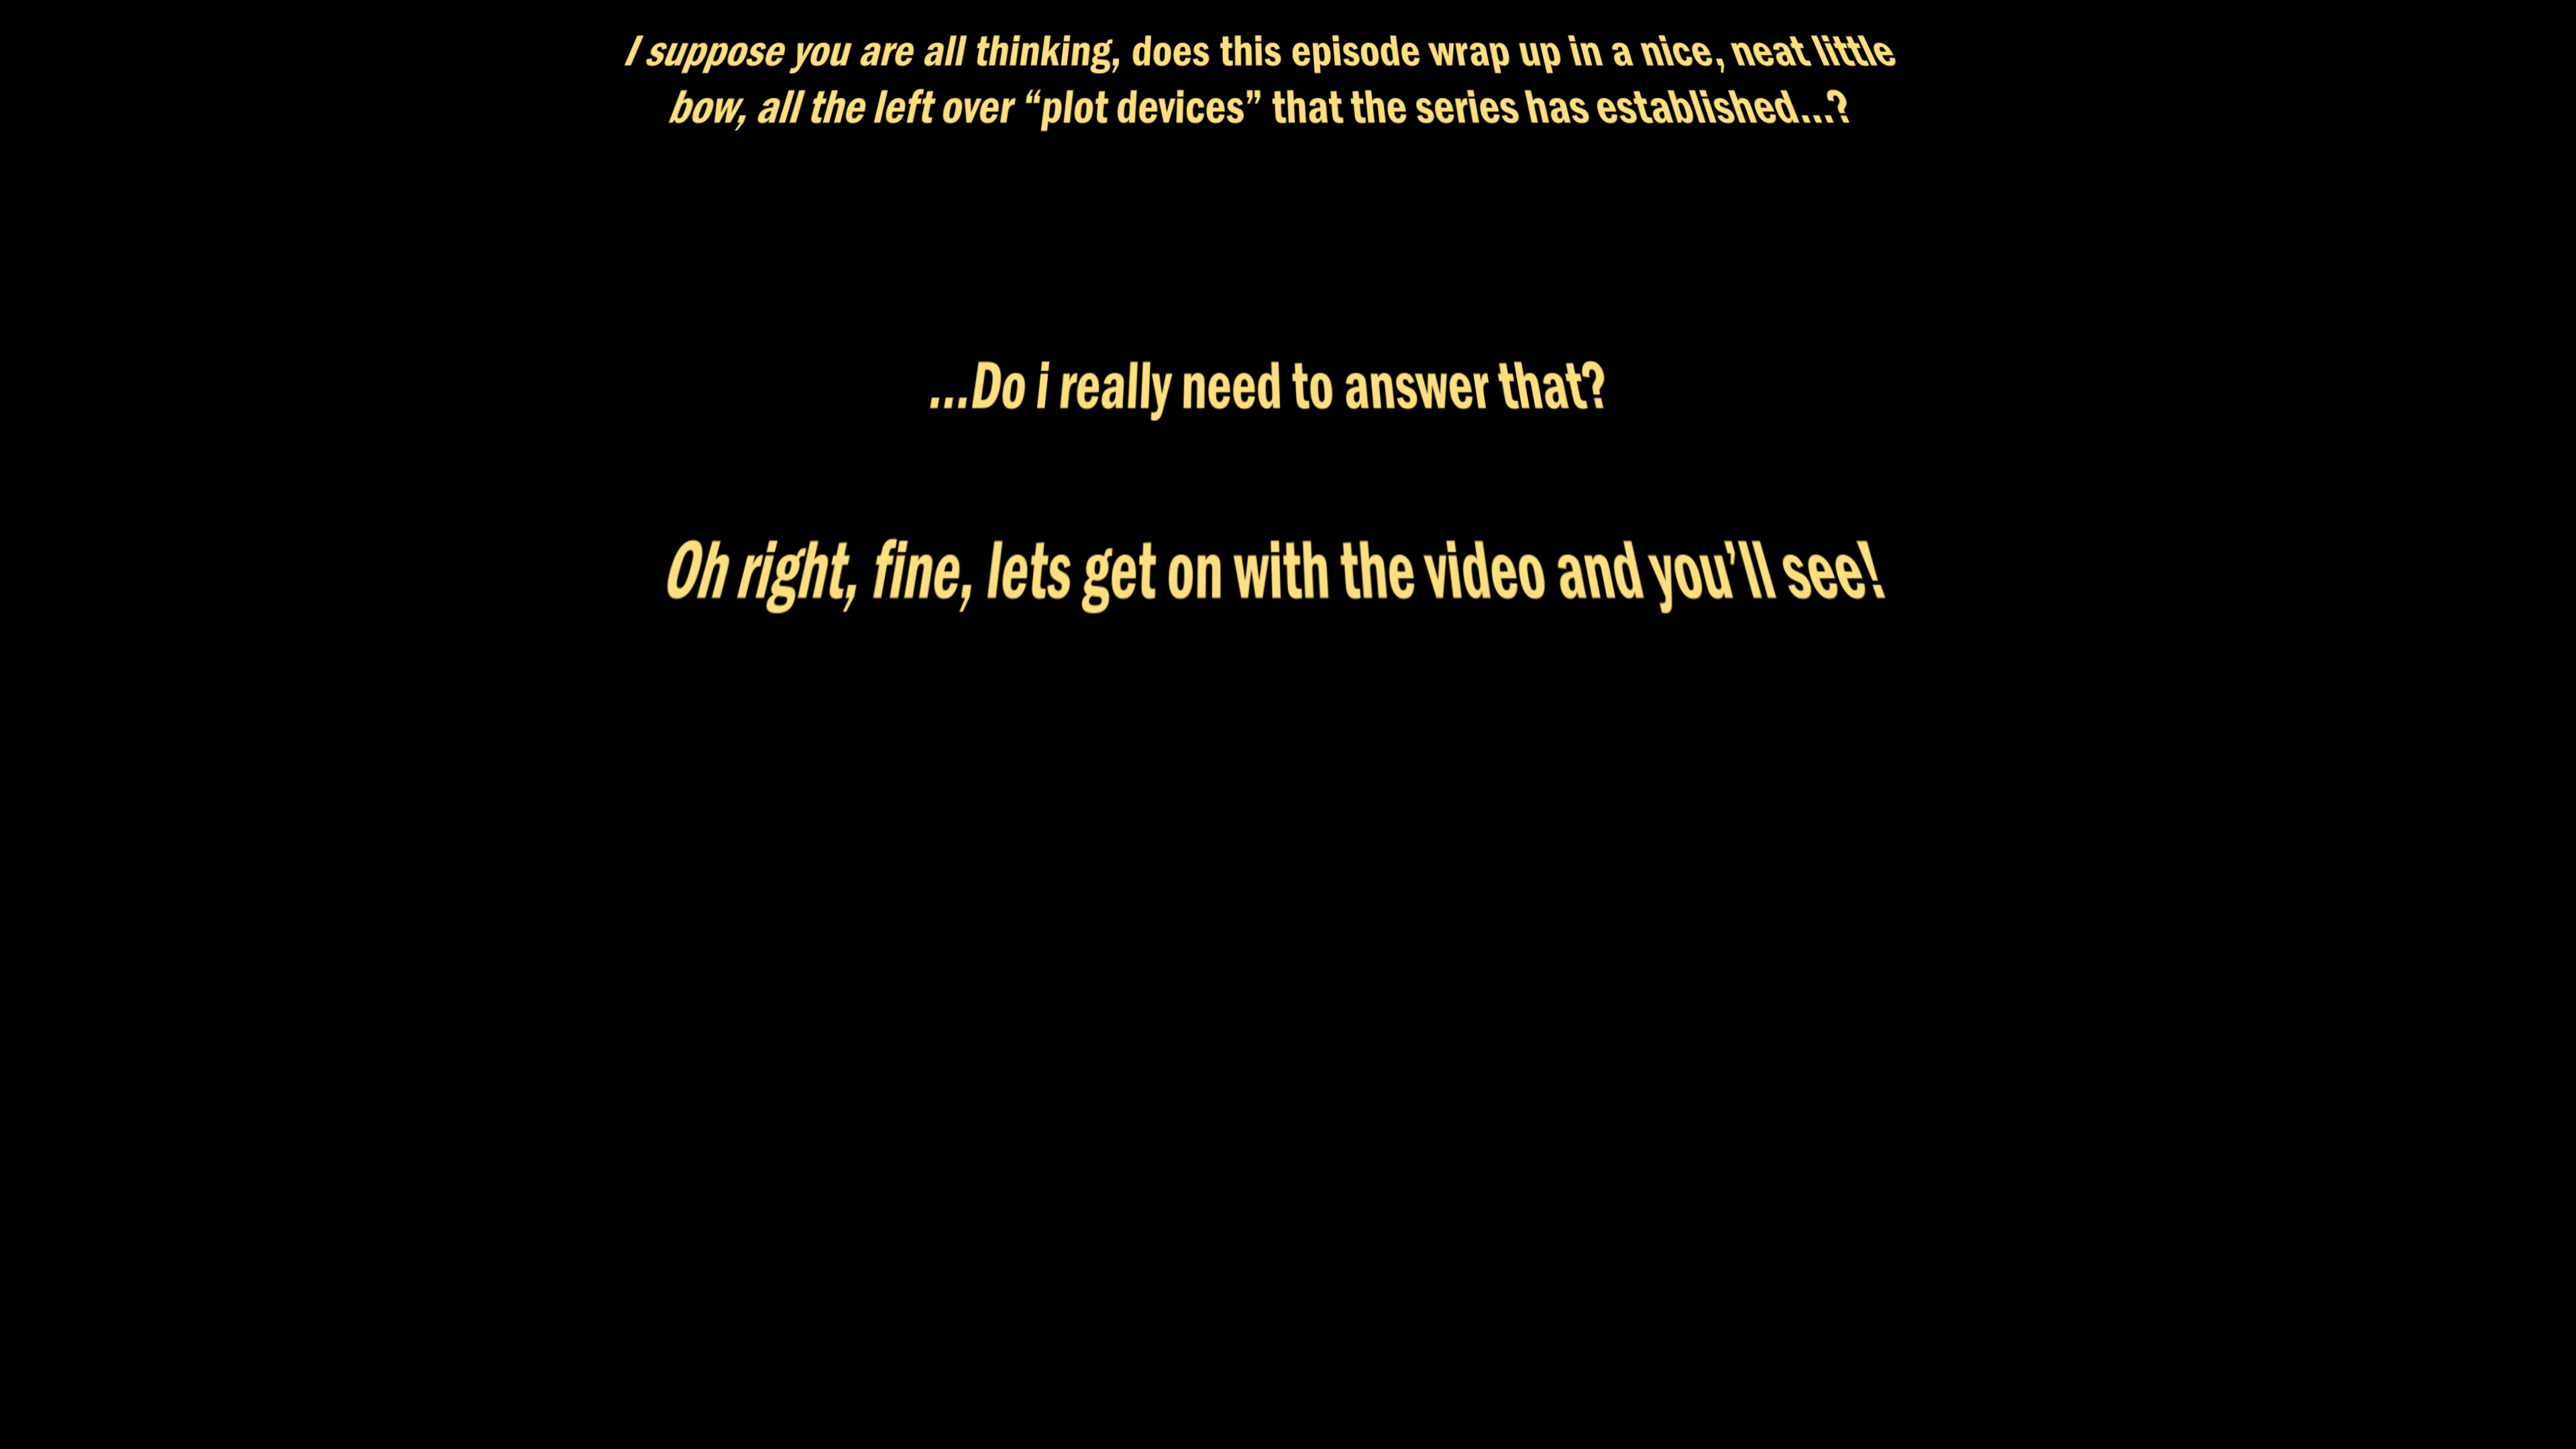 I suppose you are all thinking, does this episode wrap up in a nice, neat little
bow, all the left over “plot devices” that the series has established...?
...Do i really need to answer that?
Oh right, fine, lets get on with the video and you’ll see!